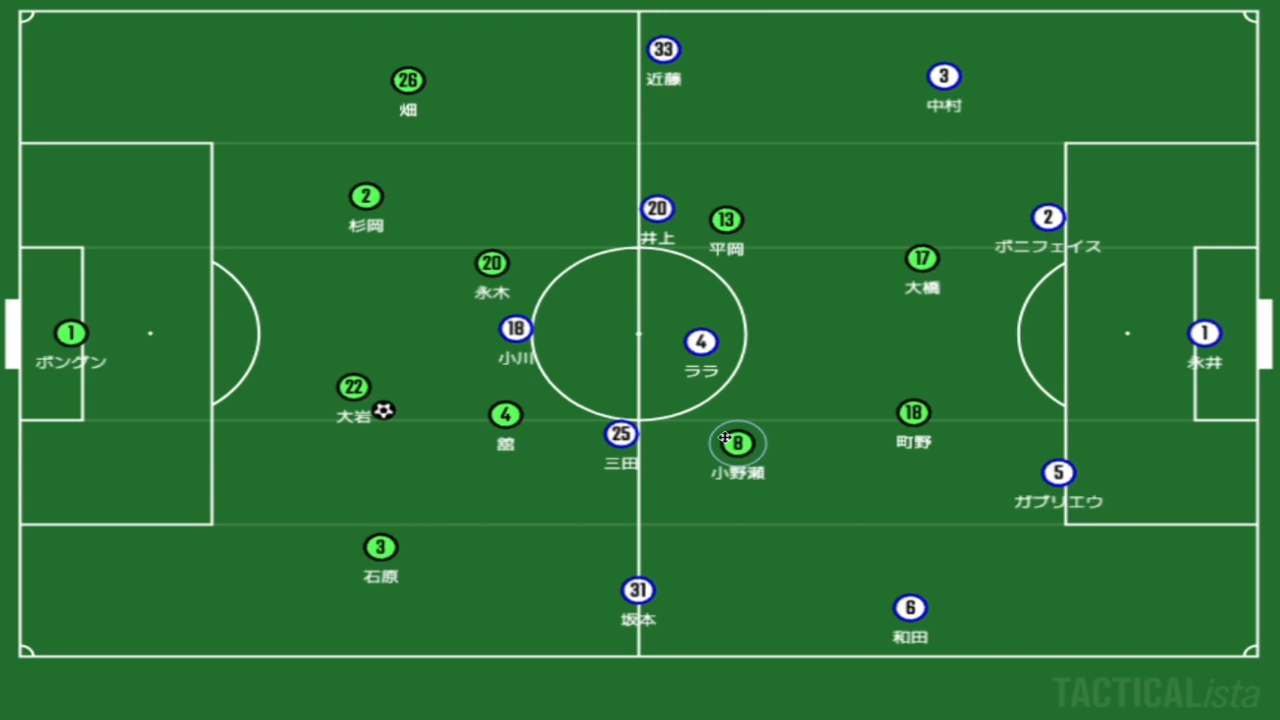 33
近藤
3
中村
26
畑
2
杉岡
20
井上
13
平岡
2
ボニフェイス
20
永木
17
大橋
1
ボングン
18
小川
4
ララ
1
永井
22
大岩
4
舘
25
三田
8
小野瀬
18
町野
5
ガブリエウ
3
石原
31
坂本
6
和田
TACTICALista